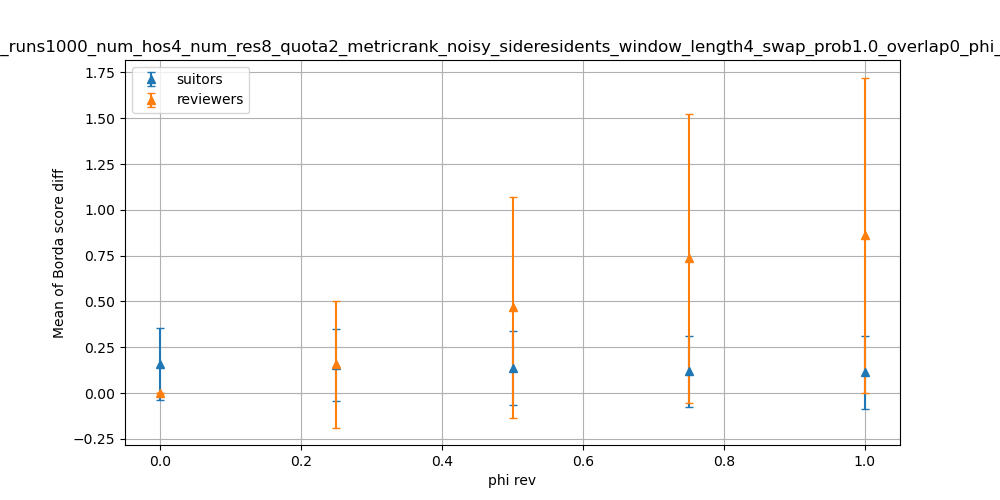 _runs1000_num_hos4_num_res8_quota2_metricrank_noisy_sideresidents_window_length4_swap_prob1.0_overlap0_phi_
suitors
reviewers
1.75
1.50
1.25
1.00
0.75
0.50
0.25
0.00
−0.25
Mean of Borda score diff
0.0 0.2 0.4 0.6 0.8 1.0
phi rev